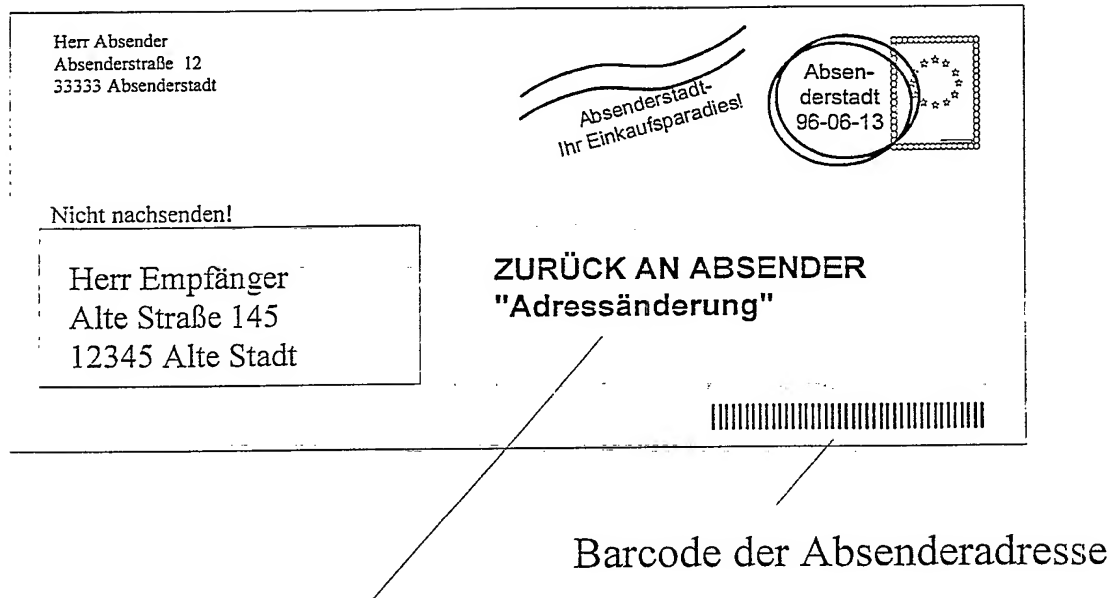 Herr Absender
Absenderstraße 12
33333 Absenderstadt
Absenderstadt-
Ihr Einkaufsparadies!
Absen-
derstadt
96-06-13
Nicht nachsenden!
Herr Empfänger
Alte Straße 145
12345 Alte Stadt
ZURÜCK AN ABSENDER
"Adressänderung"
Barcode der Absenderadresse